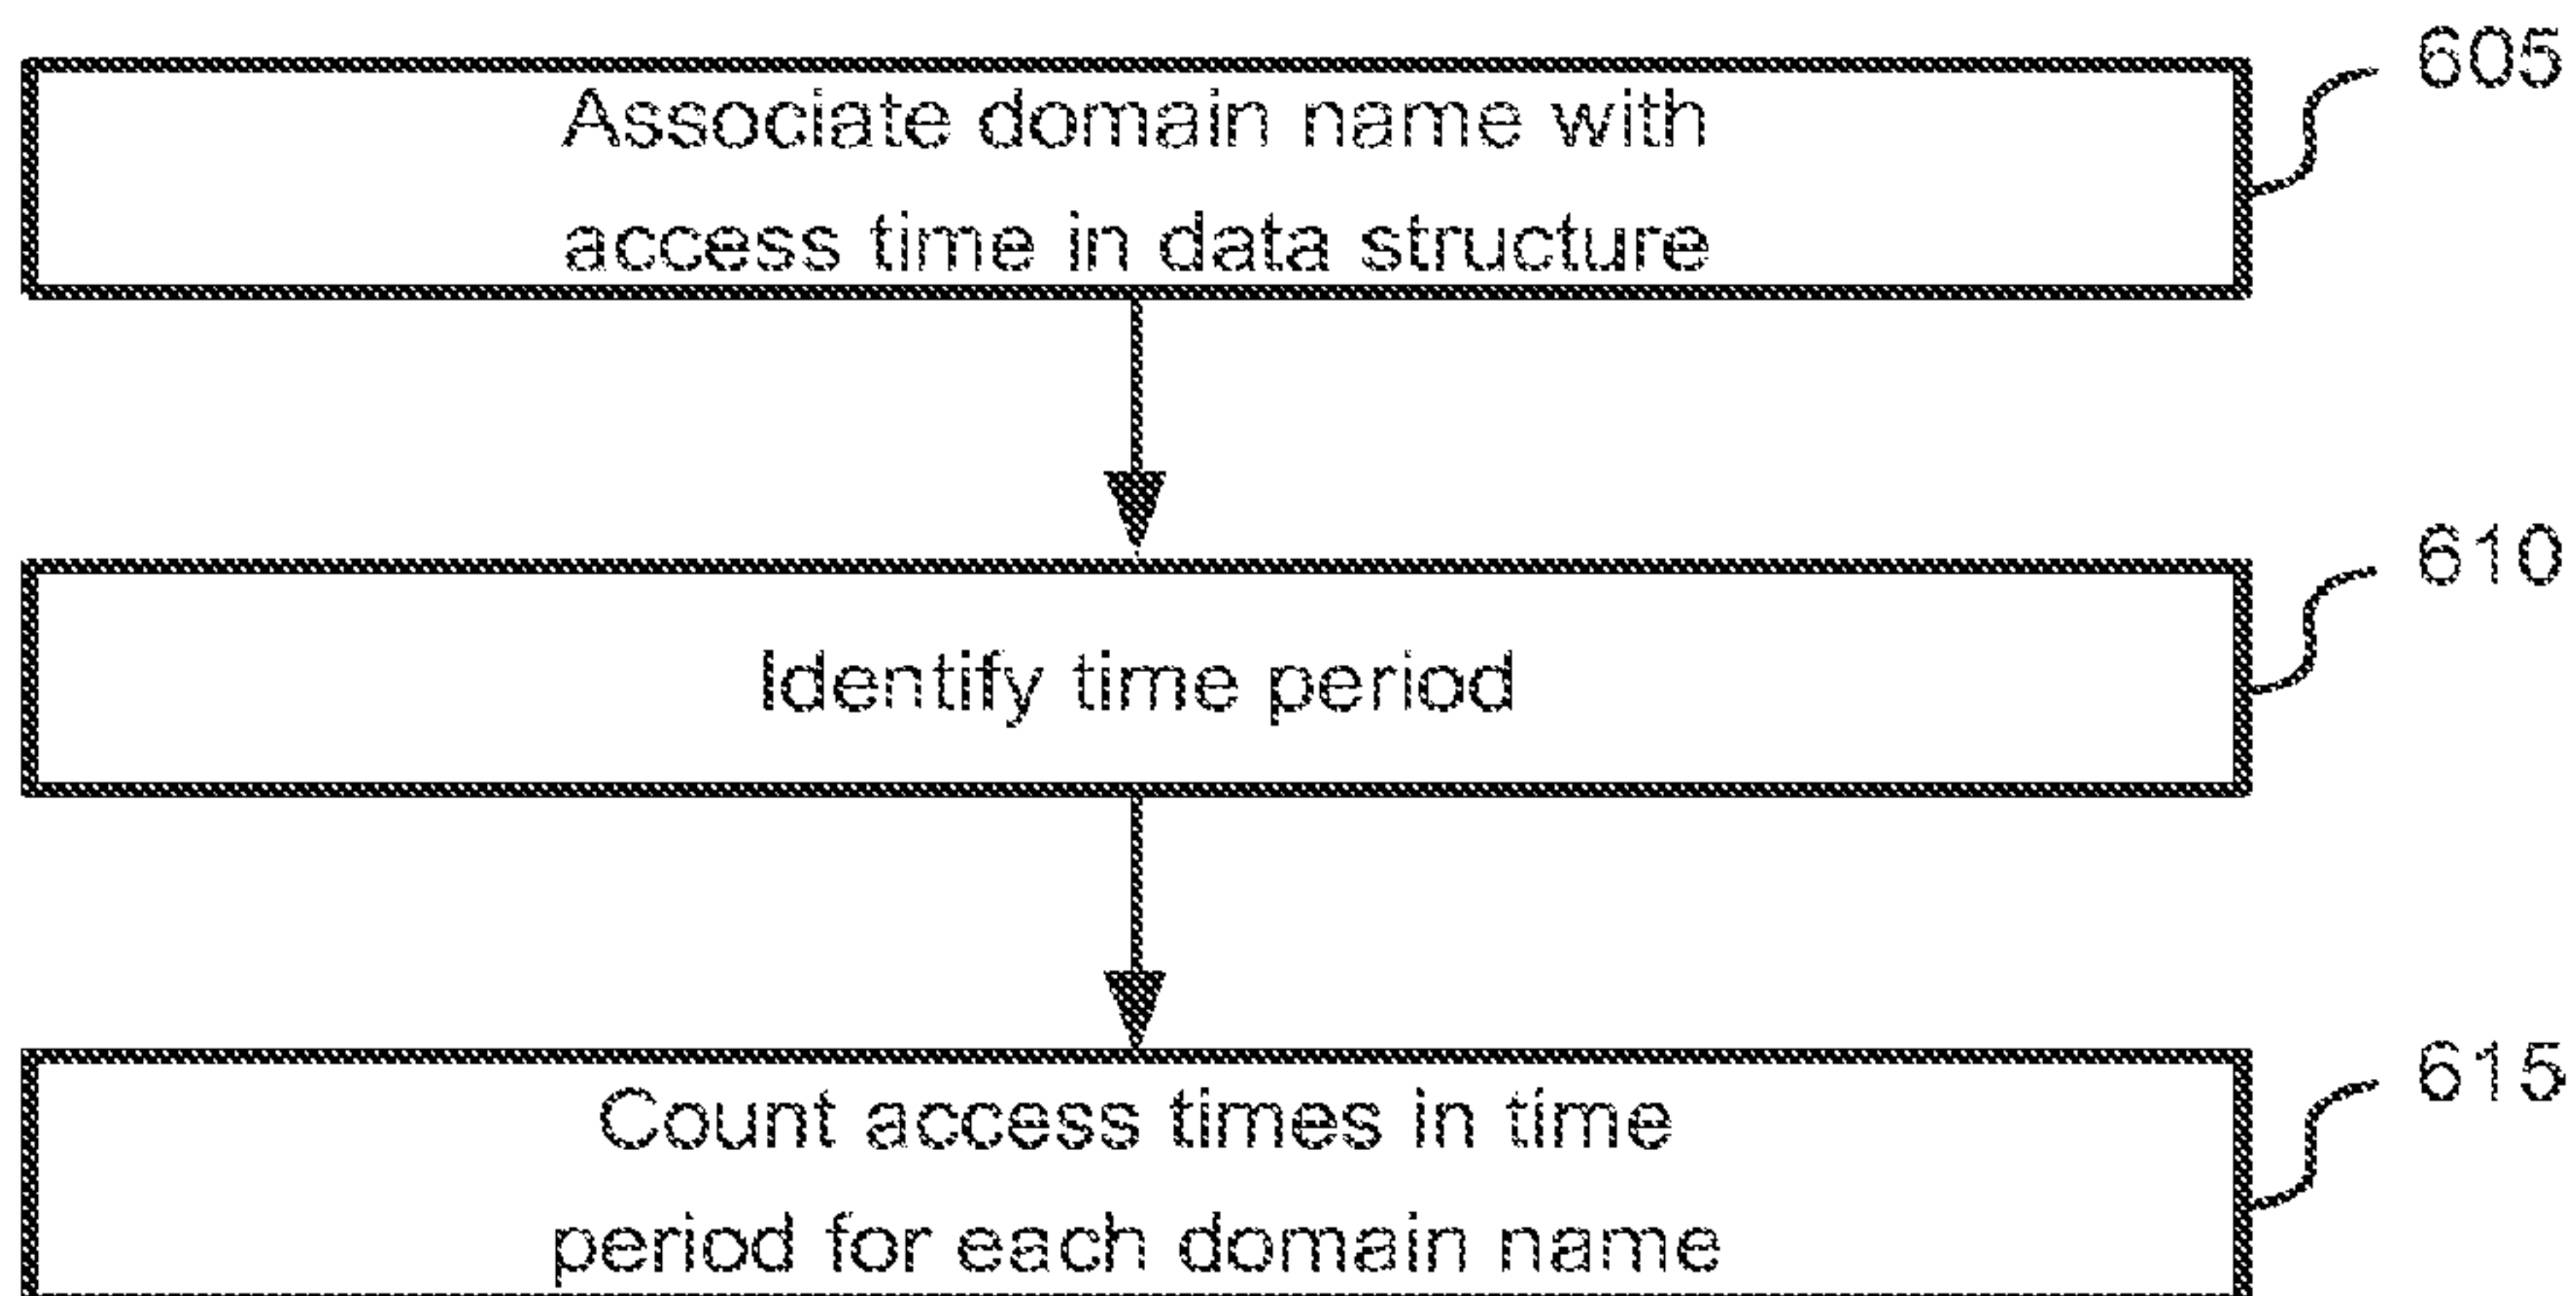 605
Associate domain name with
access time in data structure
610
Identify time period
615
Count access times in time
period for each domain name